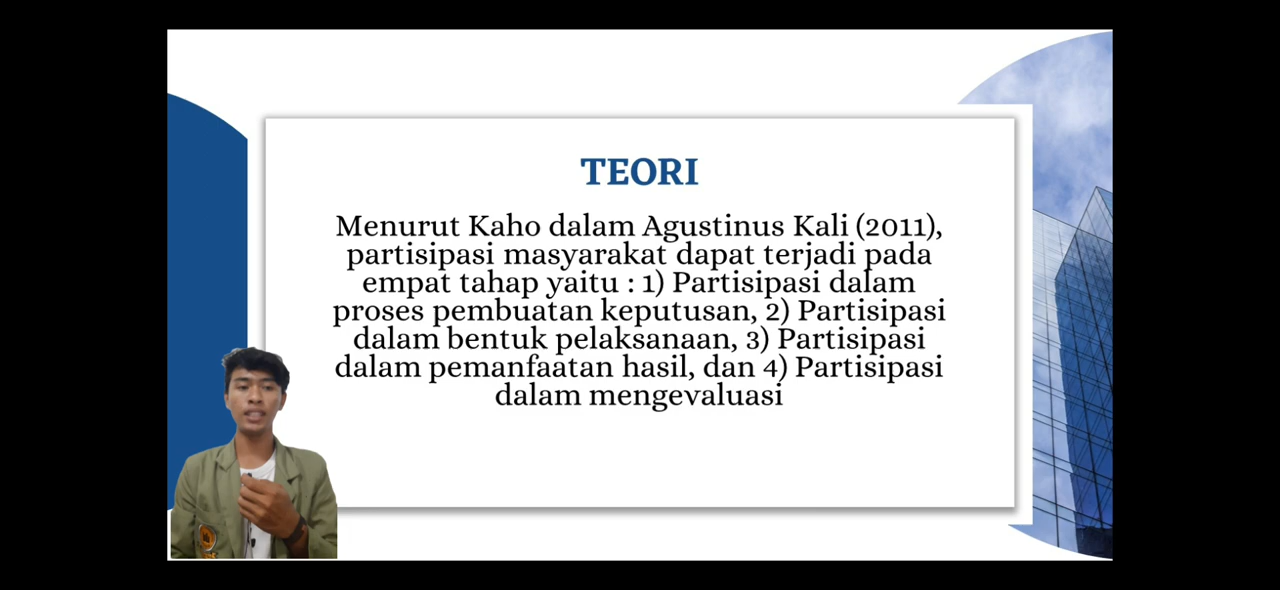 TEORI
Menurut Kaho dalam Agustinus Kali (2011),
partisipasi masyarakat dapat terjadi pada
empat tahap yaitu : 1) Partisipasi dalam
proses pembuatan keputusan, 2) Partisipasi
dalam bentuk pelaksanaan, 3) Partisipasi
dalam pemanfaatan hasil, dan 4) Partisipasi
dalam mengevaluasi